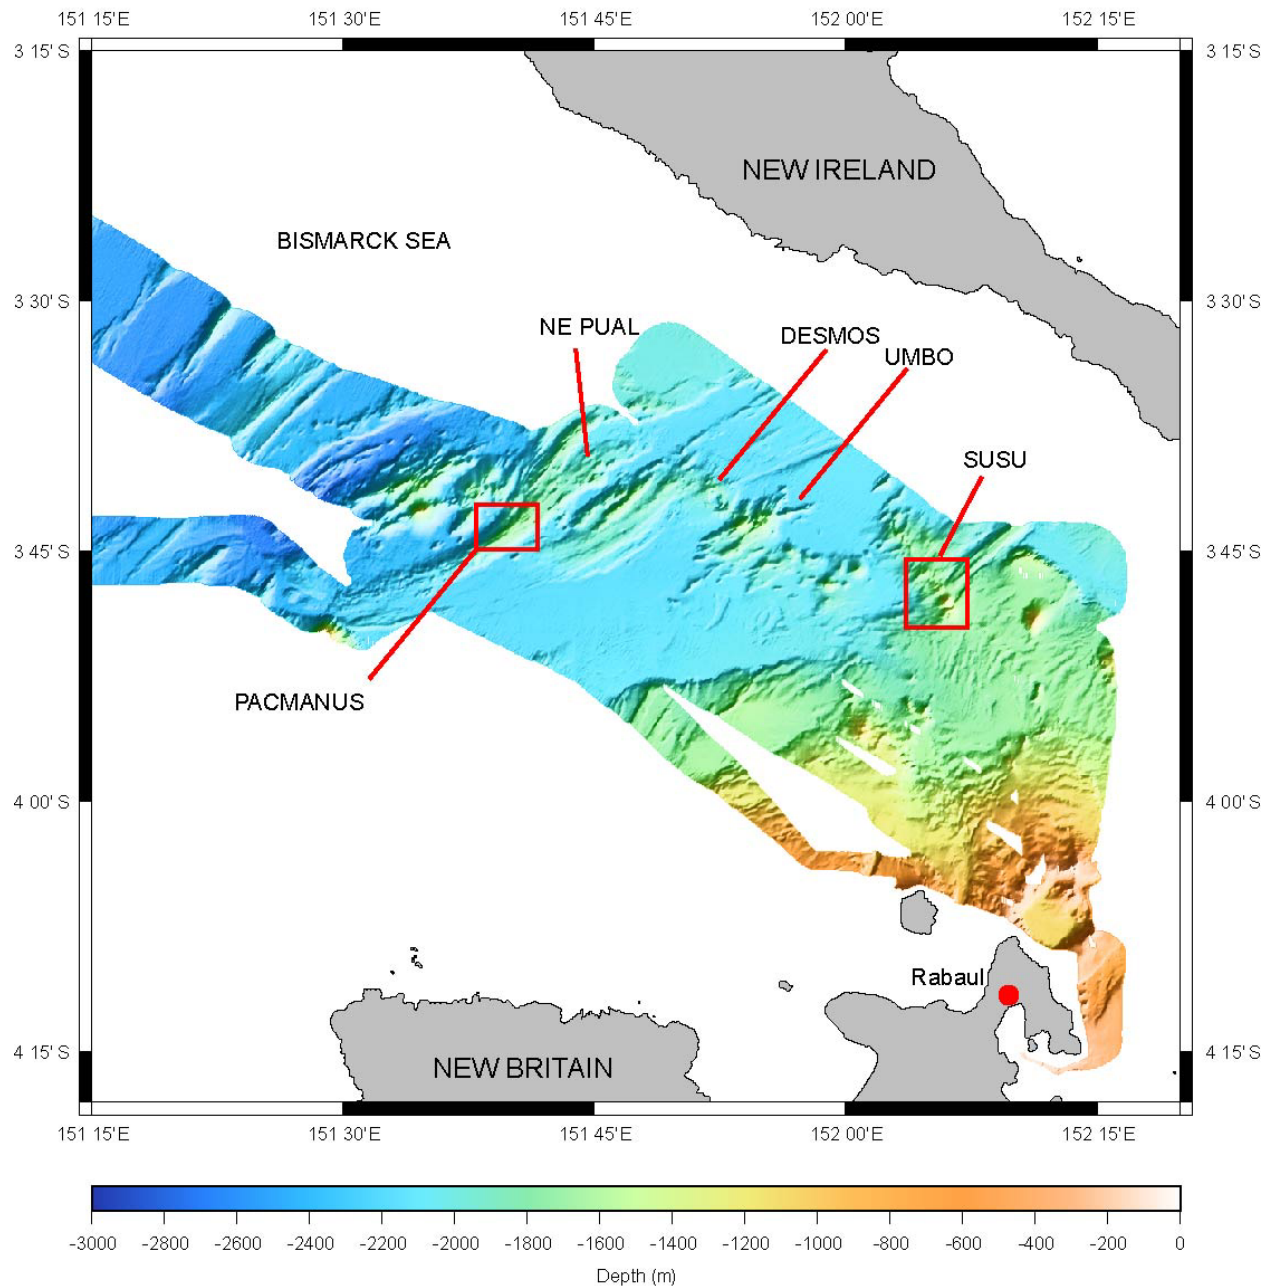 151 15'E 151 30'E 151 45'E 152 00'E 152 15'E
3 15'S 3 15'S
NEW IRELAND
BISMARCK SEA
3 30'S 3 30'S
NE PUAL
DESMOS
UMBO
SUSU
3 45'S 3 45'S
PACMANUS
4 00'S 4 00'S
Rabaul
4 15'S 4 15'S
NEW BRITAIN
151 15'E 151 30'E 151 45'E 152 00'E 152 15'E
-3000 -2800 -2600 -2400 -2200 -2000 -1800 -1600 -1400 -1200 -1000 -800 -600 -400 -200 0
Depth (m)